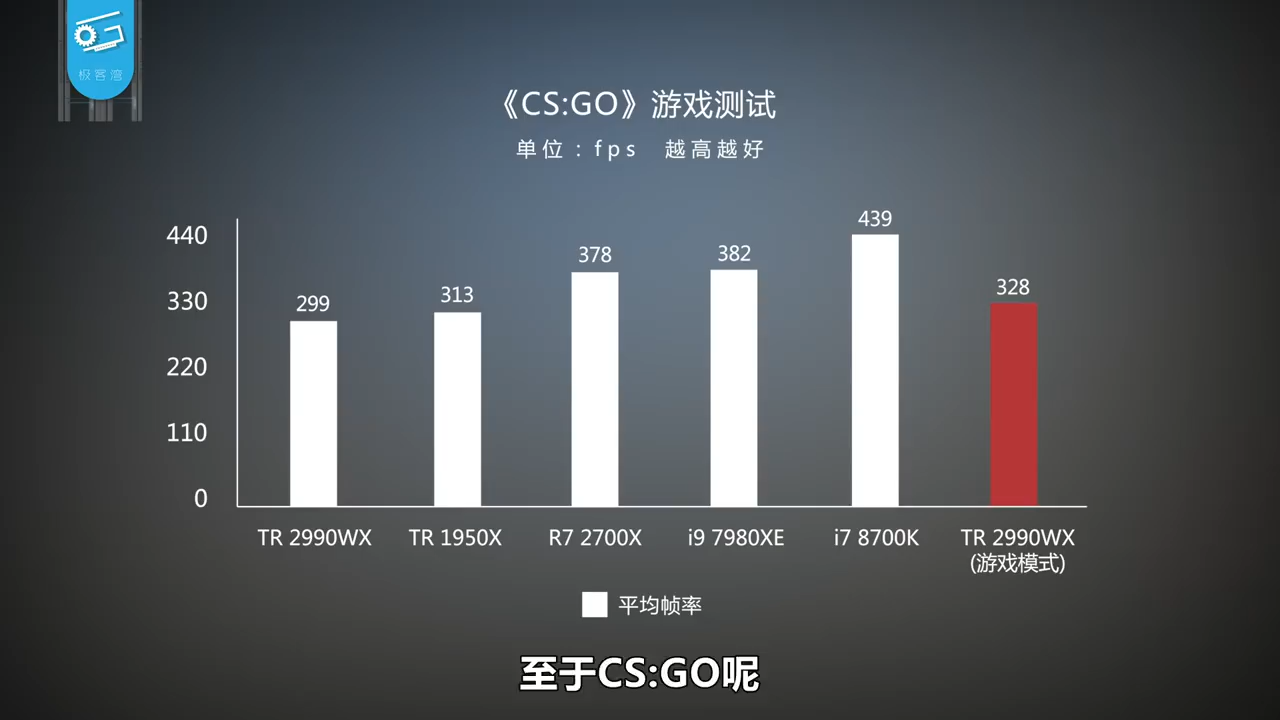 极客湾
《CS:GO》游戏测试
单位：fps 越高越好
440
330
220
110
0
299
313
378
382
439
328
TR 2990WX
TR 1950X
R7 2700X
i9 7980XE
i7 8700K
TR 2990WX
(游戏模式)
平均帧率
至于CS:GO呢